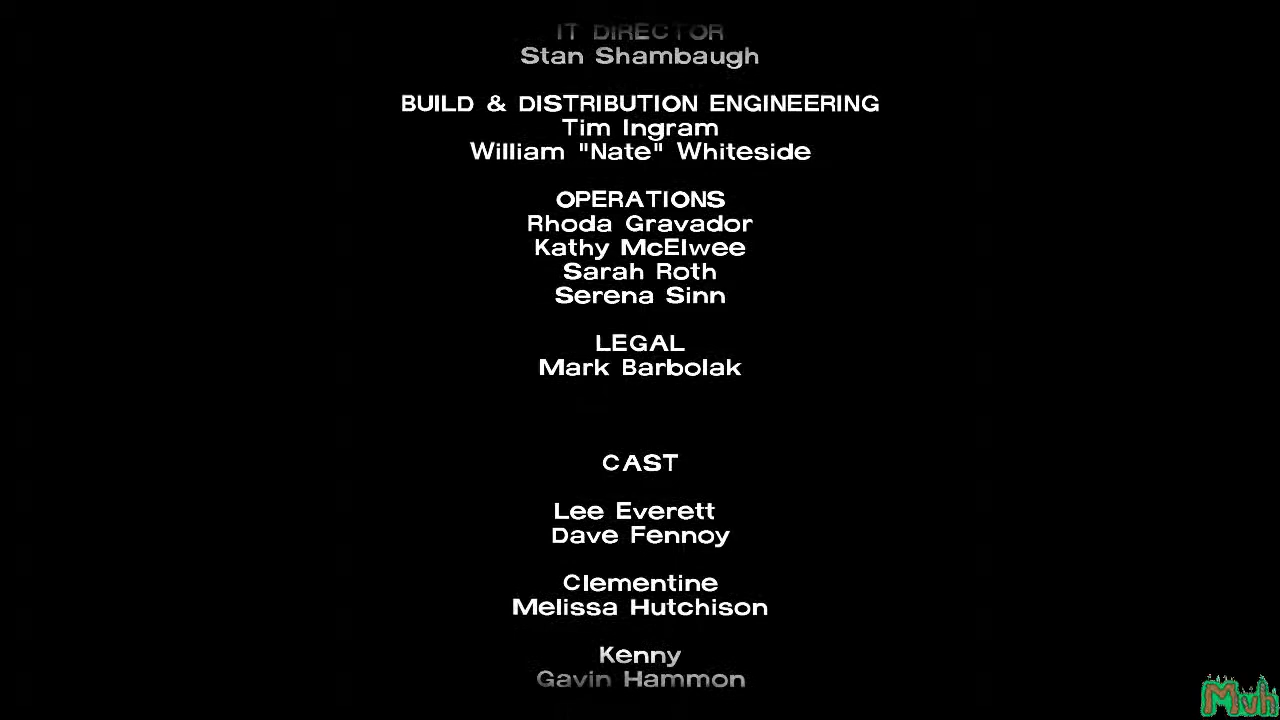 IT DIRECTOR
Stan Shambaugh
BUILD & DISTRIBUTION ENGINEERING
Tim Ingram
William "Nate" Whiteside
OPERATIONS
Rhoda Gravador
Kathy McElwee
Sarah Roth
Serena Sinn
LEGAL
Mark Barbolak
CAST
Lee Everett
Dave Fennoy
Clementine
Melissa Hutchison
Kenny
Gavin Hammon
Muh